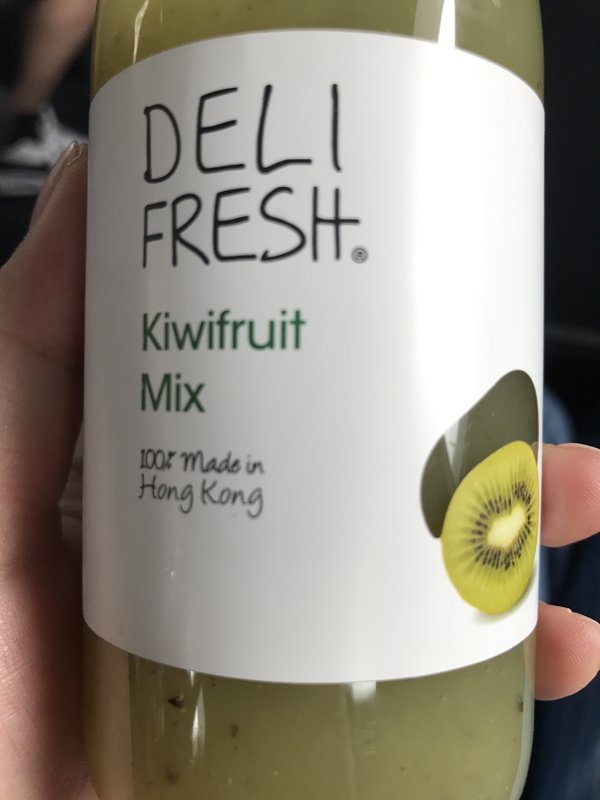 DELI
FRESH®
Kiwifruit
Mix
100% Made in
Hong Kong